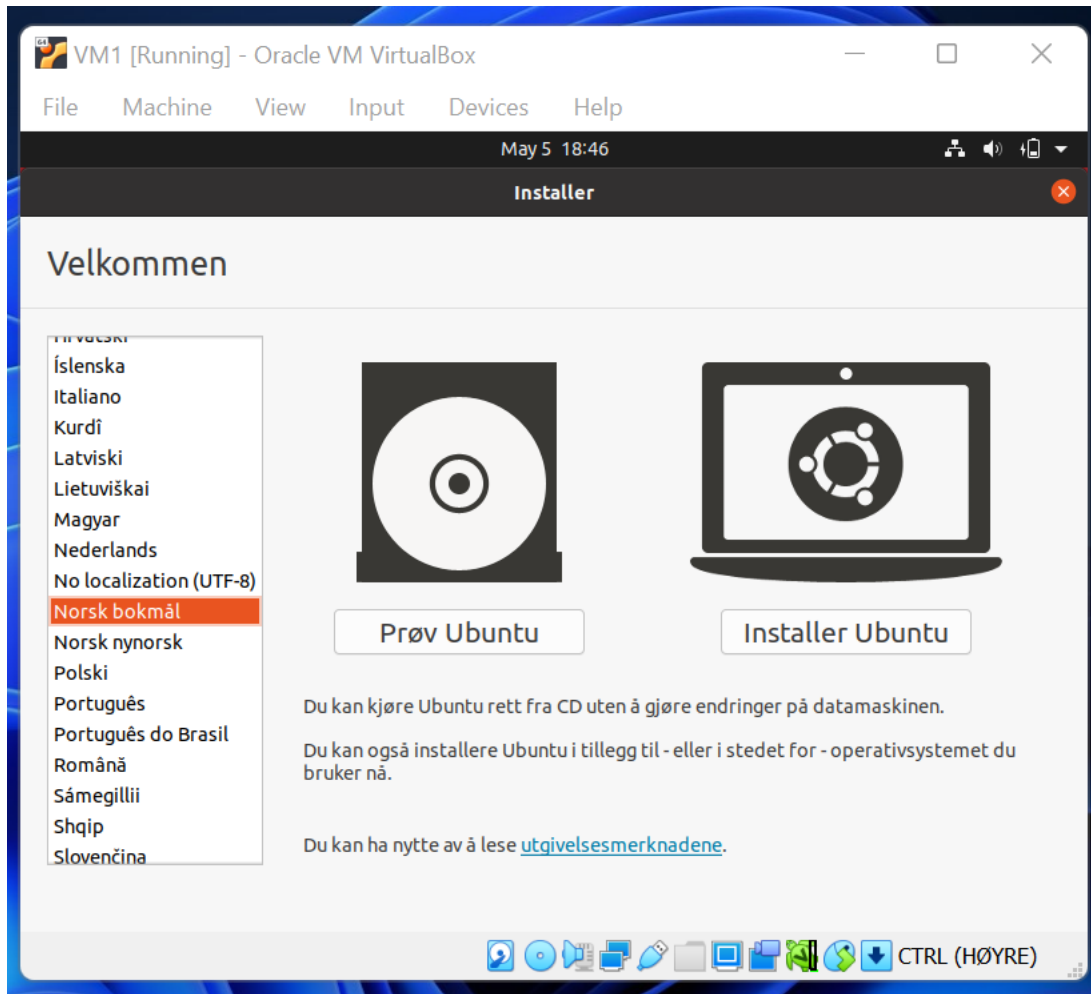 64
VM1 [Running] - Oracle VM VirtualBox
File Machine View Input Devices Help
May 5 18:46
Installer
Velkommen
Hrvatski
Íslenska
Italiano
Kurdî
Latviski
Lietuviškai
Magyar
Nederlands
No localization (UTF-8)
Norsk bokmål
Norsk nynorsk
Polski
Português
Português do Brasil
Română
Sámegillii
Shqip
Slovenčina
Prøv Ubuntu
Installer Ubuntu
Du kan kjøre Ubuntu rett fra CD uten å gjøre endringer på datamaskinen.
Du kan også installere Ubuntu i tillegg til - eller i stedet for - operativsystemet du
bruker nå.
Du kan ha nytte av å lese utgivelsesmerknadene.
CTRL (HØYRE)